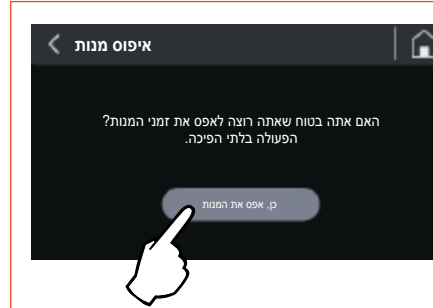 איפוס מנות
האם אתה בטוח שאתה רוצה לאפס את זמני המנות?
הפעולה בלתי הפיכה.
כן, אפס את המנות